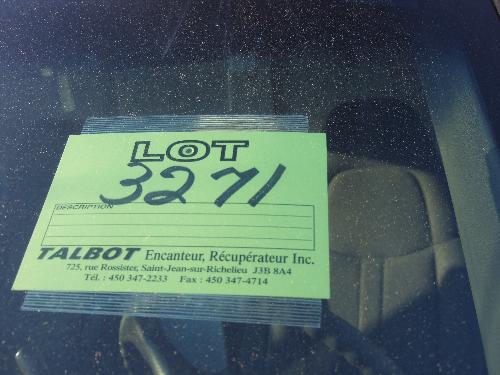 LOT
3271
DESCRIPTION
TALBOT Encanteur, Récupérateur Inc.
725, rue Rossiter, Saint-Jean-sur-Richelieu J3B 8A4
Tél. : 450 347-2233 Fax : 450 347-4714